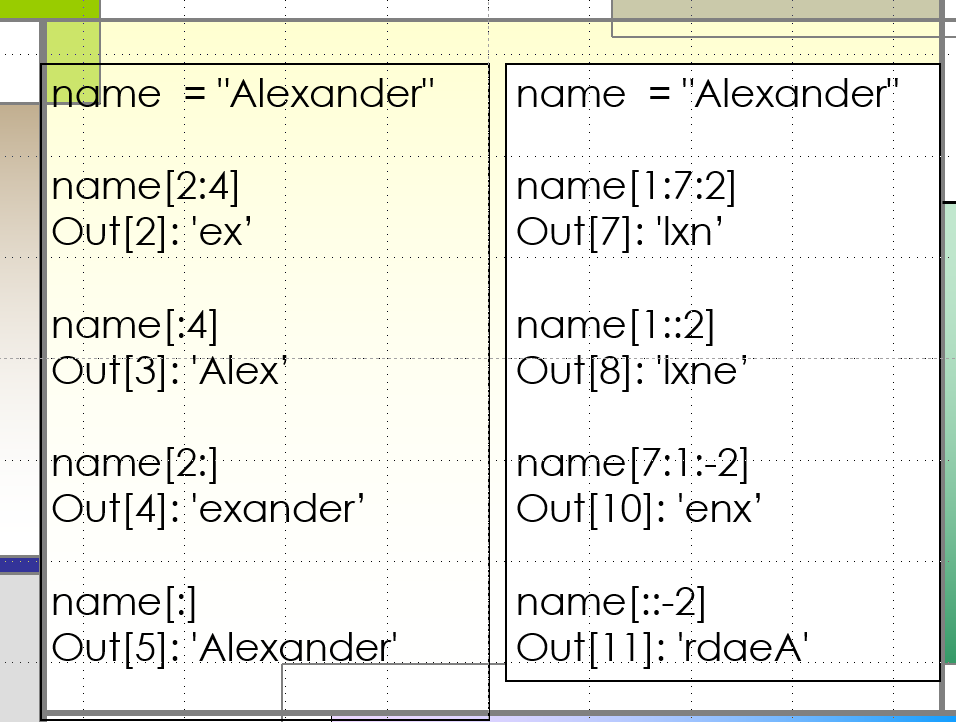 name  = "Alexander"
name[2:4]
Out[2]: 'ex’
name[:4]
Out[3]: 'Alex’
name[2:]
Out[4]: 'exander’
name[:]
Out[5]: 'Alexander'
name  = "Alexander"
name[1:7:2]
Out[7]: 'lxn’
name[1::2]
Out[8]: 'lxne’
name[7:1:-2]
Out[10]: 'enx’
name[::-2]
Out[11]: 'rdaeA'